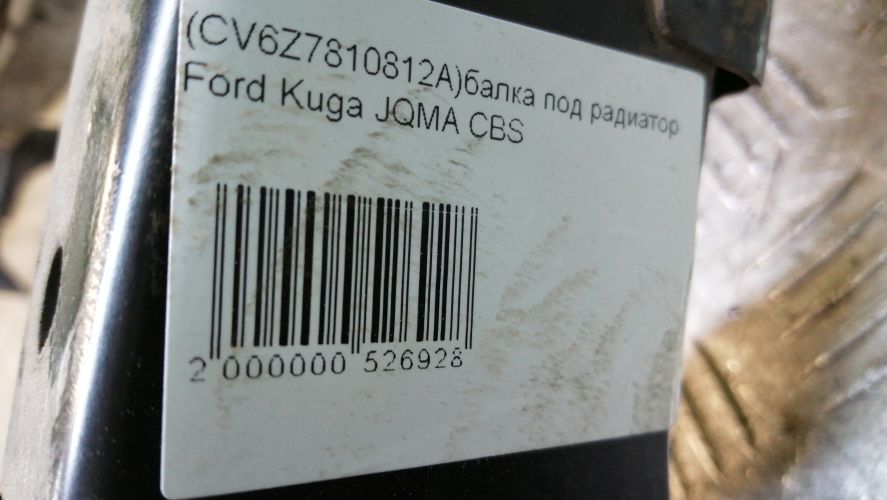 (CV6Z7810812A)балка под радиатор
Ford Kuga JQMA CBS
2 000000 526928